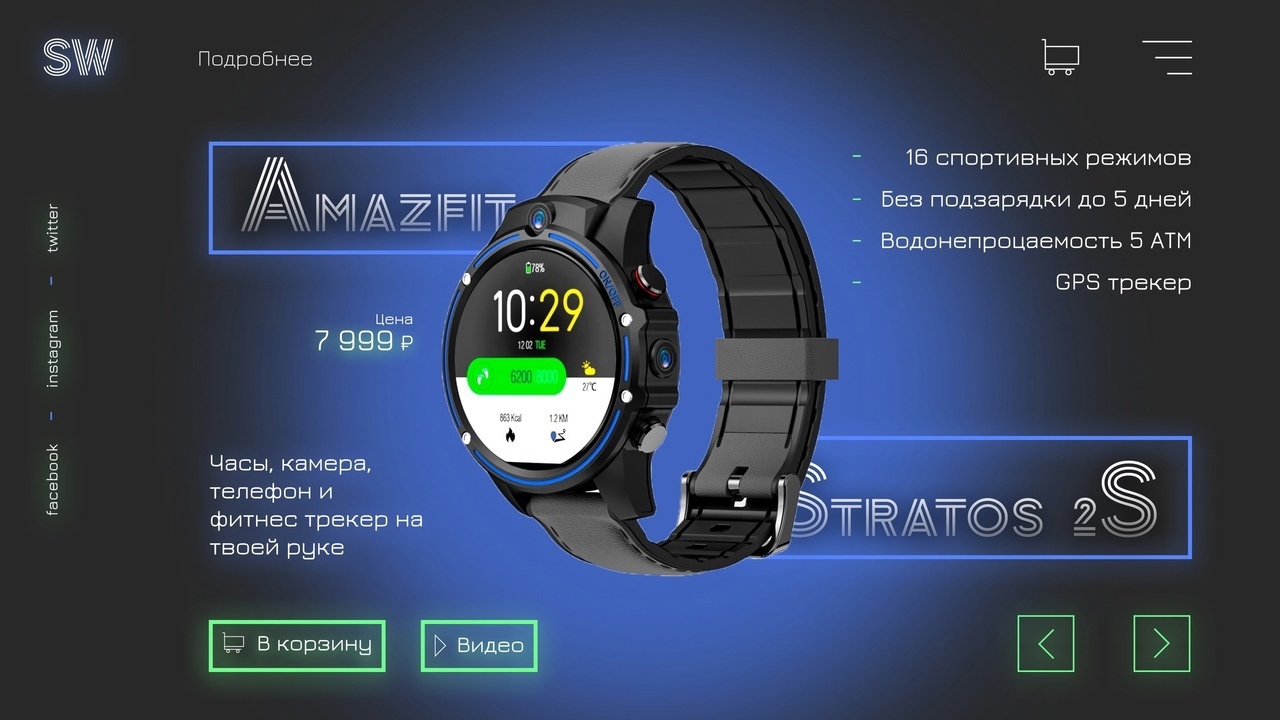 SW
Подробнее
AMAZFIT
16 спортивных режимов
Без подзарядки до 5 дней
Водонепроцаемость 5 ATM
GPS трекер
twitter
instagram
facebook
Цена
7 999 ₽
ON/OFF
78%
10:29
12 02 TUE
6200 8000
27℃
863 Kcal
1.2 KM
Часы, камера,
телефон и
фитнес трекер на
твоей руке
STRATOS 2S
В корзину
Видео